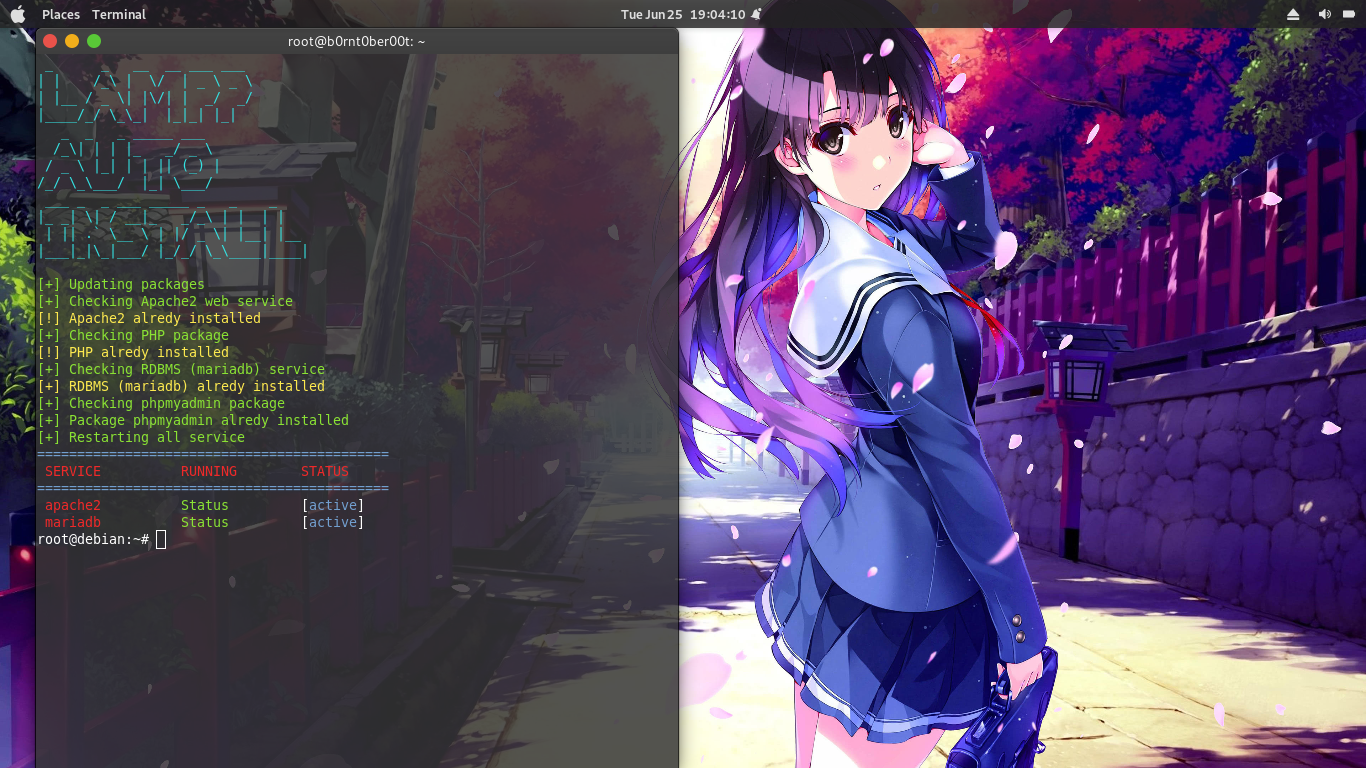 Places Terminal Tue Jun 25 19:04:10
root@b0rnt0ber00t: ~
LAMP
AUTO
INSTALL
[+] Updating packages
[+] Checking Apache2 web service
[!] Apache2 alredy installed
[+] Checking PHP package
[!] PHP alredy installed
[+] Checking RDBMS (mariadb) service
[+] RDBMS (mariadb) alredy installed
[+] Checking phpmyadmin package
[+] Package phpmyadmin alredy installed
[+] Restarting all service
============================================
SERVICE RUNNING STATUS
============================================
apache2 Status [active]
mariadb Status [active]
root@debian:~#